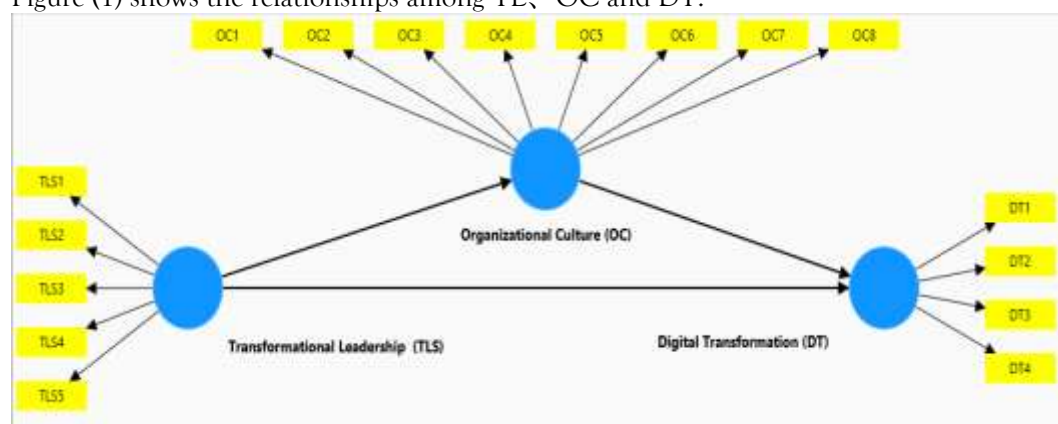 Figure (1) shows the relationships among TL、OC and DT.
OC1 OC2 OC3 OC4 OC5 OC6 OC7 OC8
TLS1
TLS2
TLS3
TLS4
TLS5
Organizational Culture (OC)
DT1
DT2
DT3
DT4
Transformational Leadership (TLS)
Digital Transformation (DT)